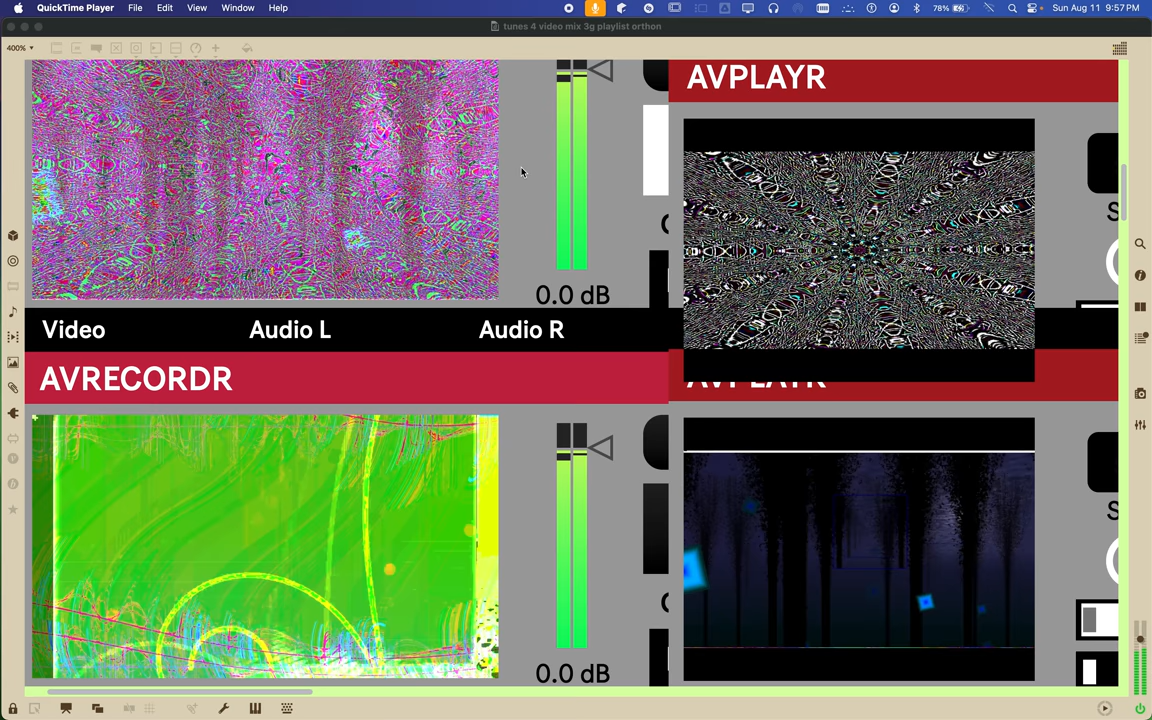 QuickTime Player File Edit View Window Help 78% Sun Aug 11 9:57 PM
tunes 4 video mix 3g playlist orthon
400%
AVPLAYR
S
0.0 dB
Video Audio L Audio R
AVRECORDR
AVPLAYR
S
0.0 dB